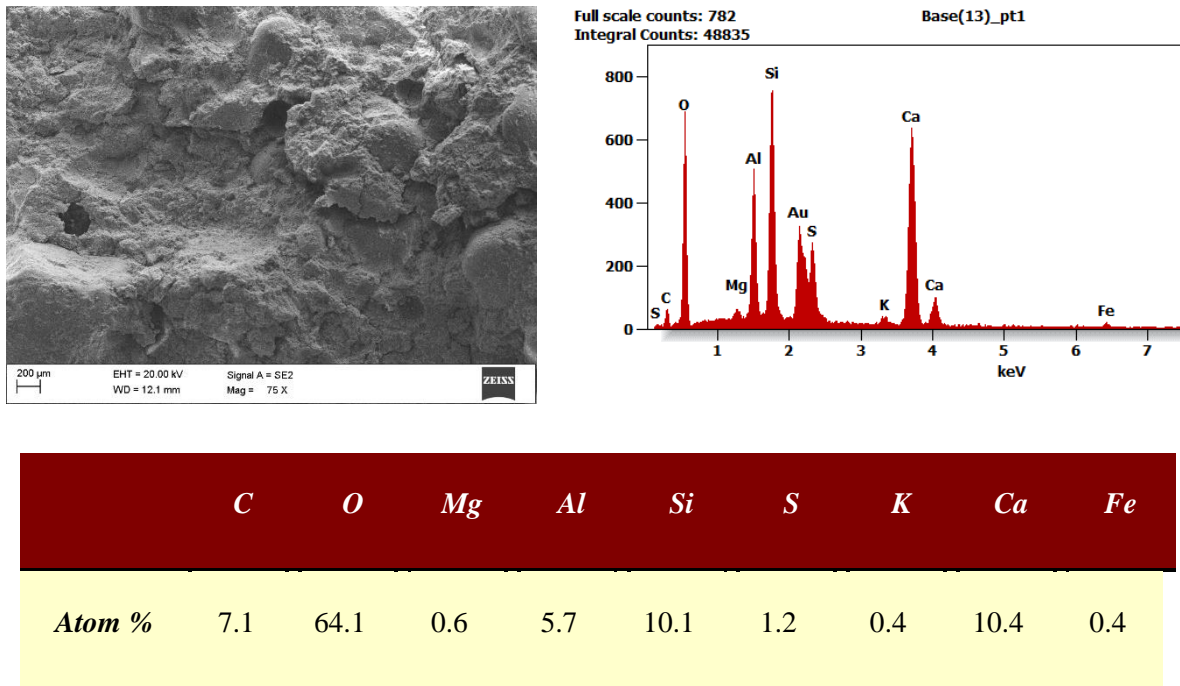 200 µm
EHT = 20.00 kV
Signal A = SE2
WD = 12.1 mm
Mag = 75 X
ZEISS
Full scale counts: 782
Base(13)_pt1
Integral Counts: 48835
800
600
400
200
0
S
C
O
Mg
Al
Si
Au
S
K
Ca
Ca
Fe
1 2 3 4 5 6 7
keV
C O Mg Al Si S K Ca Fe
Atom % 7.1 64.1 0.6 5.7 10.1 1.2 0.4 10.4 0.4